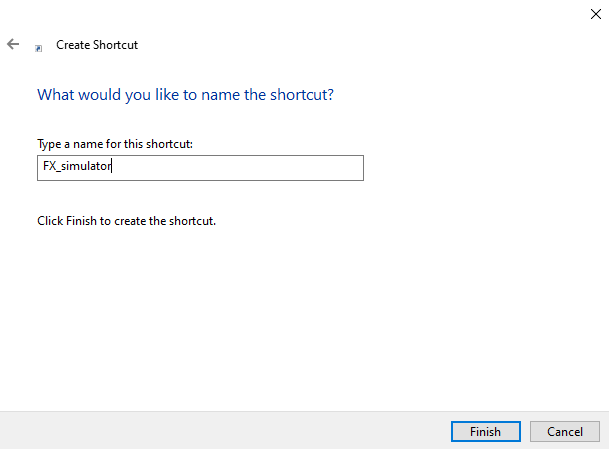 Create Shortcut
What would you like to name the shortcut?
Type a name for this shortcut:
FX_simulator
Click Finish to create the shortcut.
Finish
Cancel